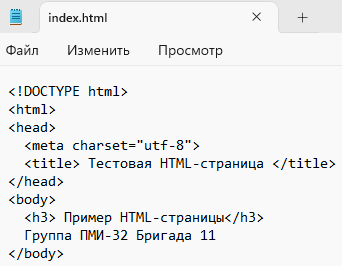 index.html
Файл Изменить Просмотр
<!DOCTYPE html>
<html>
<head>
  <meta charset="utf-8">
  <title> Тестовая HTML-страница </title>
</head>
<body>
  <h3> Пример HTML-страницы</h3>
  Группа ПМИ-32 Бригада 11
</body>